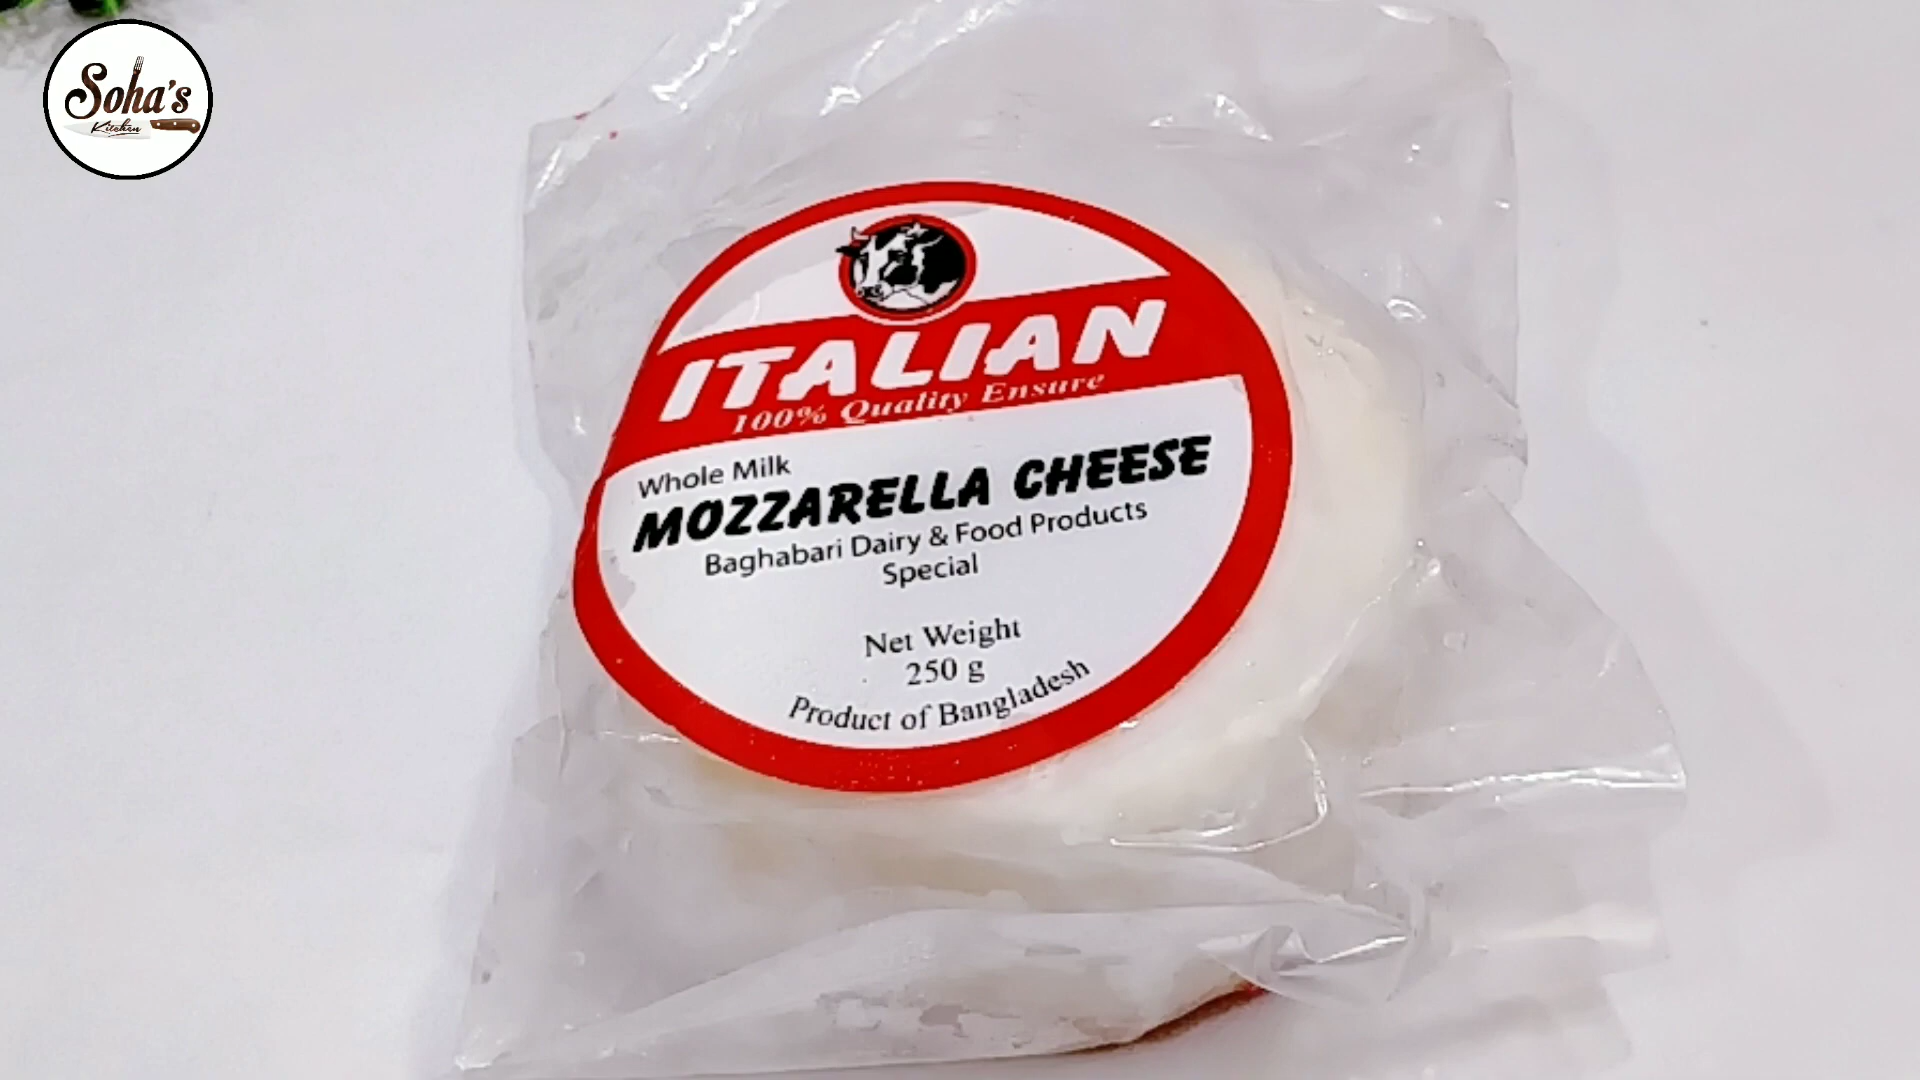 Soha's
Kitchen
ITALIAN
100% Quality Ensure
Whole Milk
MOZZARELLA CHEESE
Baghabari Dairy & Food Products
Special
Net Weight
250 g
Product of Bangladesh